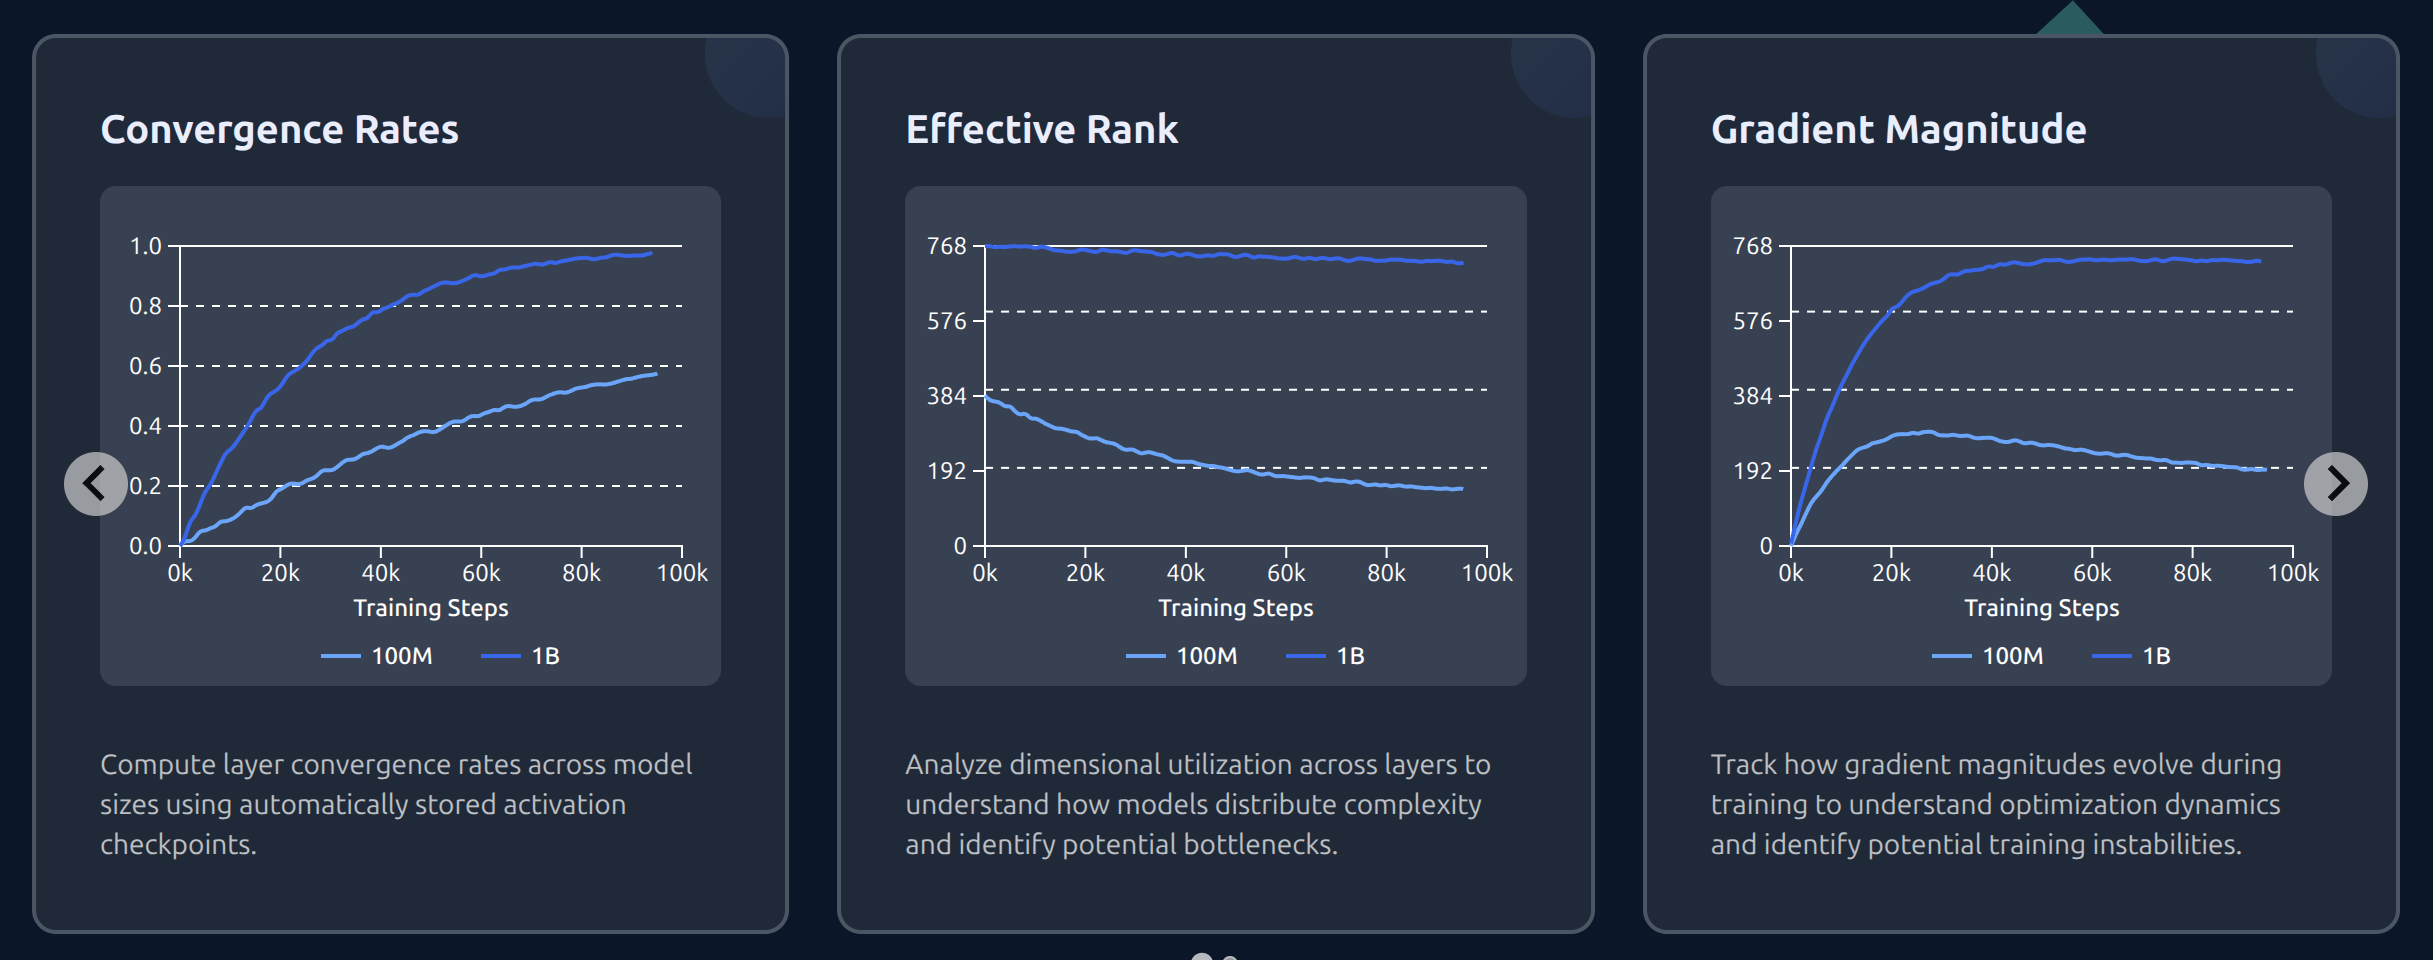 Convergence Rates
1.0
0.8
0.6
0.4
0.2
0.0
0k 20k 40k 60k 80k 100k
Training Steps
100M 1B
Compute layer convergence rates across model
sizes using automatically stored activation
checkpoints.
Effective Rank
768
576
384
192
0
0k 20k 40k 60k 80k 100k
Training Steps
100M 1B
Analyze dimensional utilization across layers to
understand how models distribute complexity
and identify potential bottlenecks.
Gradient Magnitude
768
576
384
192
0
0k 20k 40k 60k 80k 100k
Training Steps
100M 1B
Track how gradient magnitudes evolve during
training to understand optimization dynamics
and identify potential training instabilities.